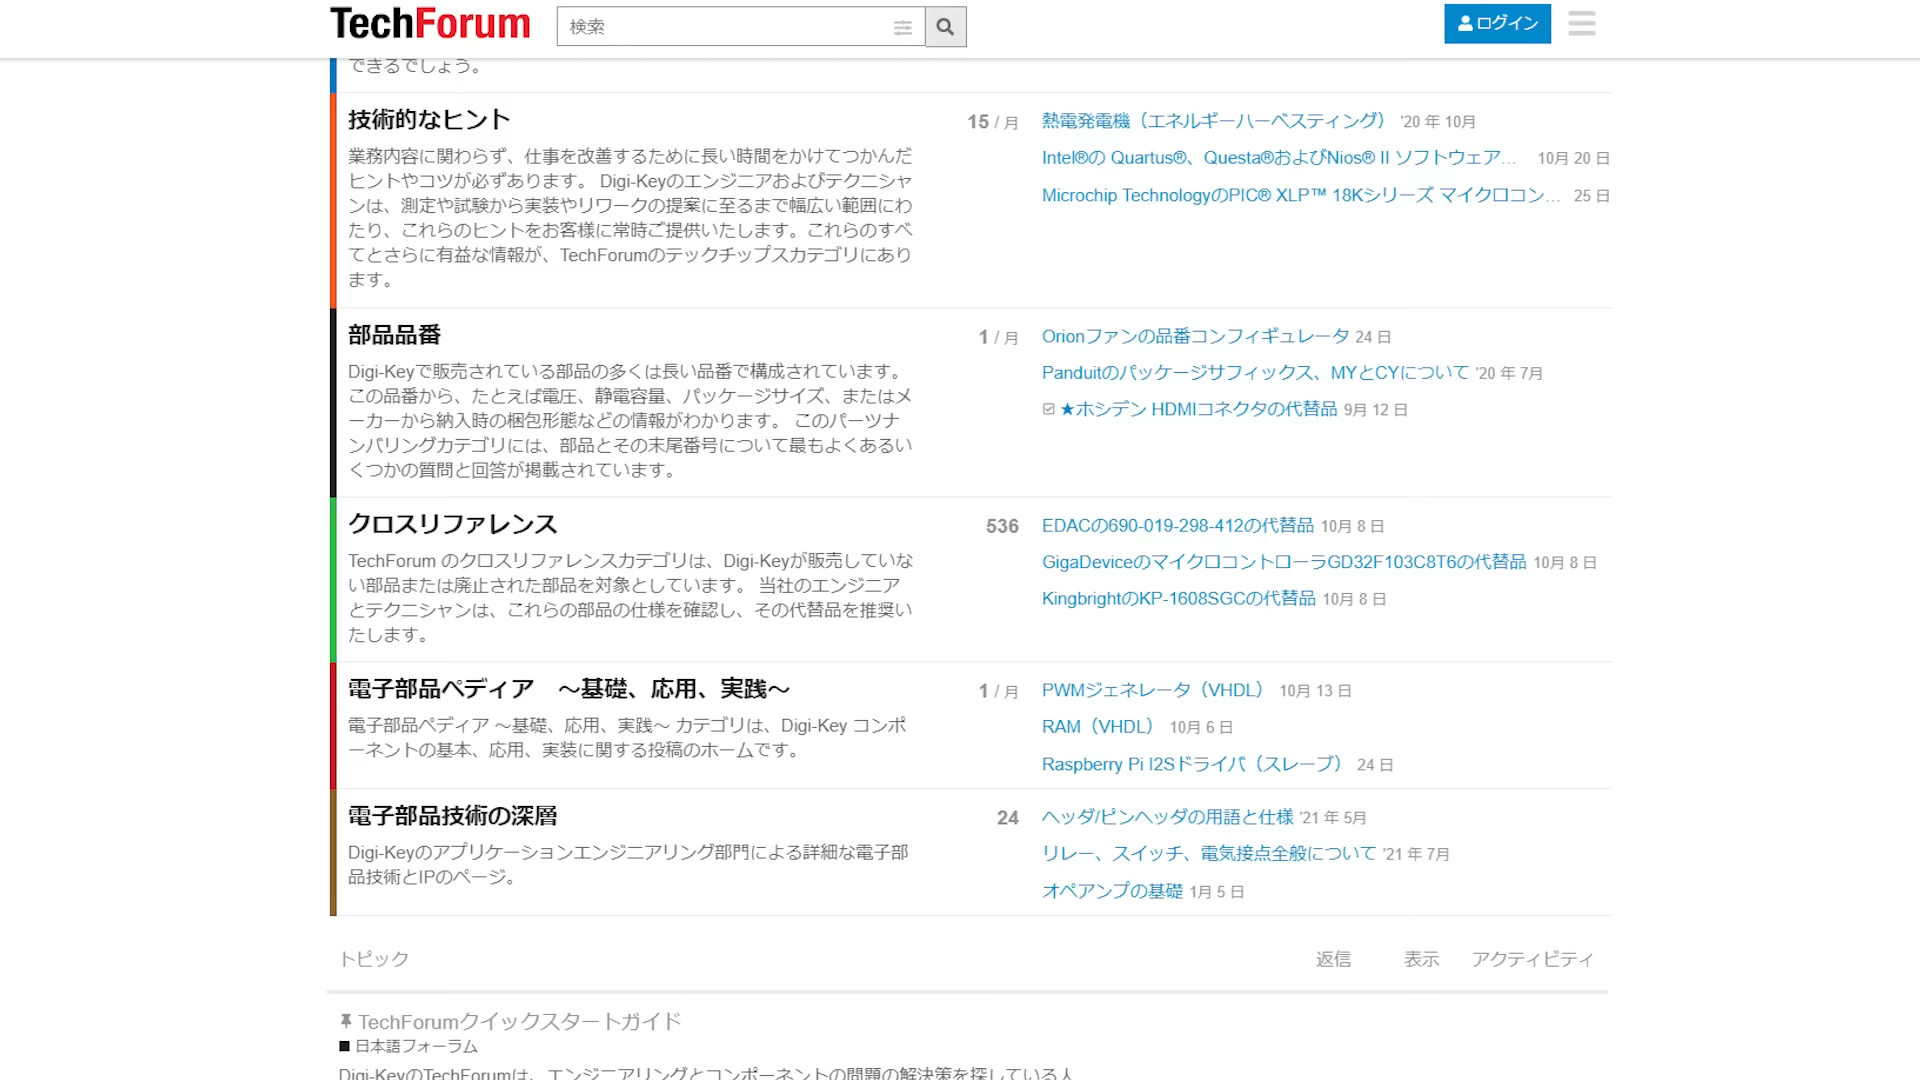 TechForum
検索
ログイン
できるでしょう。
技術的なヒント
15 / 月
業務内容に関わらず、仕事を改善するために長い時間をかけてつかんだ
ヒントやコツが必ずあります。 Digi-Keyのエンジニアおよびテクニシャ
ンは、測定や試験から実装やリワークの提案に至るまで幅広い範囲にわ
たり、これらのヒントをお客様に常時ご提供いたします。これらのすべ
てとさらに有益な情報が、TechForumのテックチップスカテゴリにあり
ます。
熱電発電機（エネルギーハーベスティング） '20 年 10月
Intel®の Quartus®、Questa®およびNios® II ソフトウェア… 10月 20 日
Microchip TechnologyのPIC® XLP™ 18Kシリーズ マイクロコン… 25 日
部品品番
1 / 月
Digi-Keyで販売されている部品の多くは長い品番で構成されています。
この品番から、たとえば電圧、静電容量、パッケージサイズ、またはメ
ーカーから納入時の梱包形態などの情報がわかります。 このパーツナ
ンバリングカテゴリには、部品とその末尾番号について最もよくあるい
くつかの質問と回答が掲載されています。
Orionファンの品番コンフィギュレータ 24 日
Panduitのパッケージサフィックス、MYとCYについて '20 年 7月
★ホシデン HDMIコネクタの代替品 9月 12 日
クロスリファレンス
536
TechForum のクロスリファレンスカテゴリは、Digi-Keyが販売していな
い部品または廃止された部品を対象としています。 当社のエンジニア
とテクニシャンは、これらの部品の仕様を確認し、その代替品を推奨い
たします。
EDACの690-019-298-412の代替品 10月 8 日
GigaDeviceのマイクロコントローラGD32F103C8T6の代替品 10月 8 日
KingbrightのKP-1608SGCの代替品 10月 8 日
電子部品ペディア　～基礎、応用、実践～
1 / 月
電子部品ペディア ～基礎、応用、実践～ カテゴリは、Digi-Key コンポ
ーネントの基本、応用、実装に関する投稿のホームです。
PWMジェネレータ（VHDL） 10月 13 日
RAM（VHDL） 10月 6 日
Raspberry Pi I2Sドライバ（スレーブ） 24 日
電子部品技術の深層
24
Digi-Keyのアプリケーションエンジニアリング部門による詳細な電子部
品技術とIPのページ。
ヘッダ/ピンヘッダの用語と仕様 '21 年 5月
リレー、スイッチ、電気接点全般について '21 年 7月
オペアンプの基礎 1月 5 日
トピック 返信 表示 アクティビティ
TechForumクイックスタートガイド
日本語フォーラム
Digi-KeyのTechForumは、エンジニアリングとコンポーネントの問題の解決策を探している人